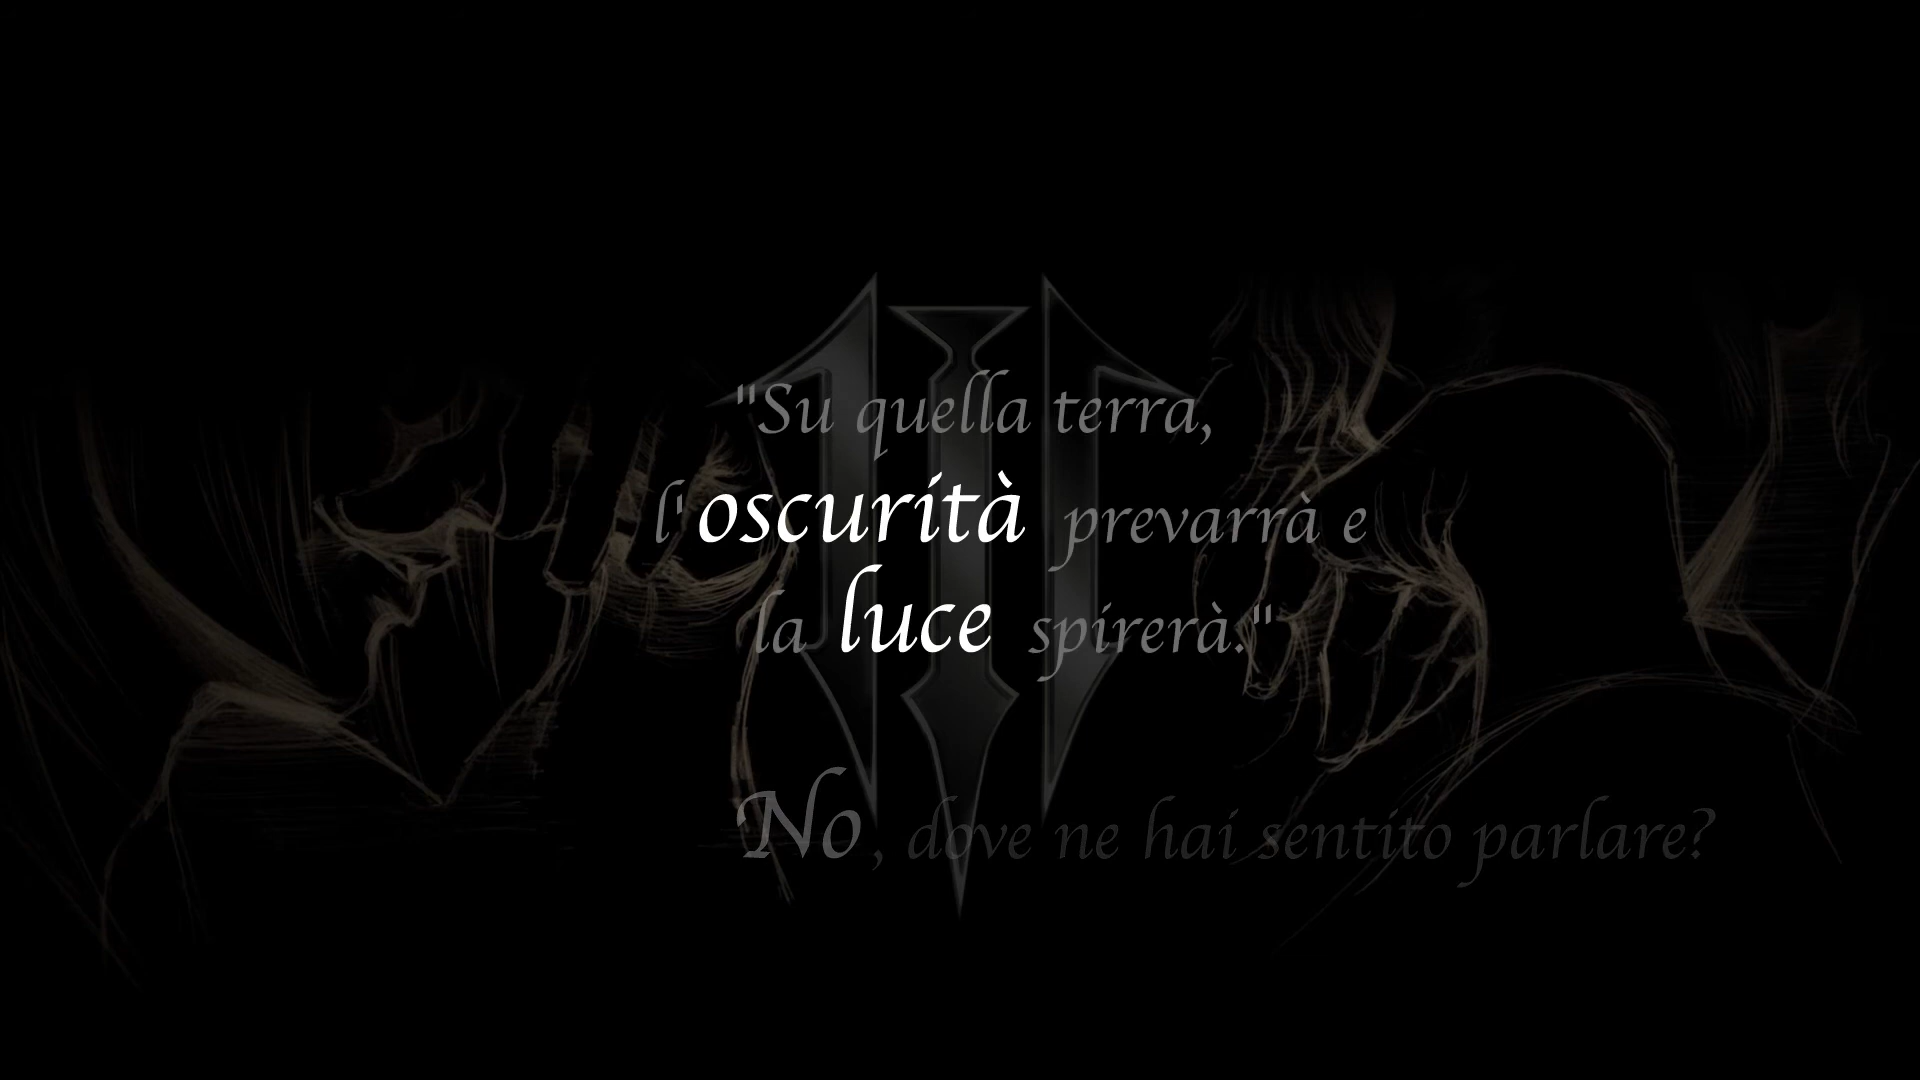 "Su quella terra,
l'oscurità prevarrà e
la luce spirerà."
No, dove ne hai sentito parlare?